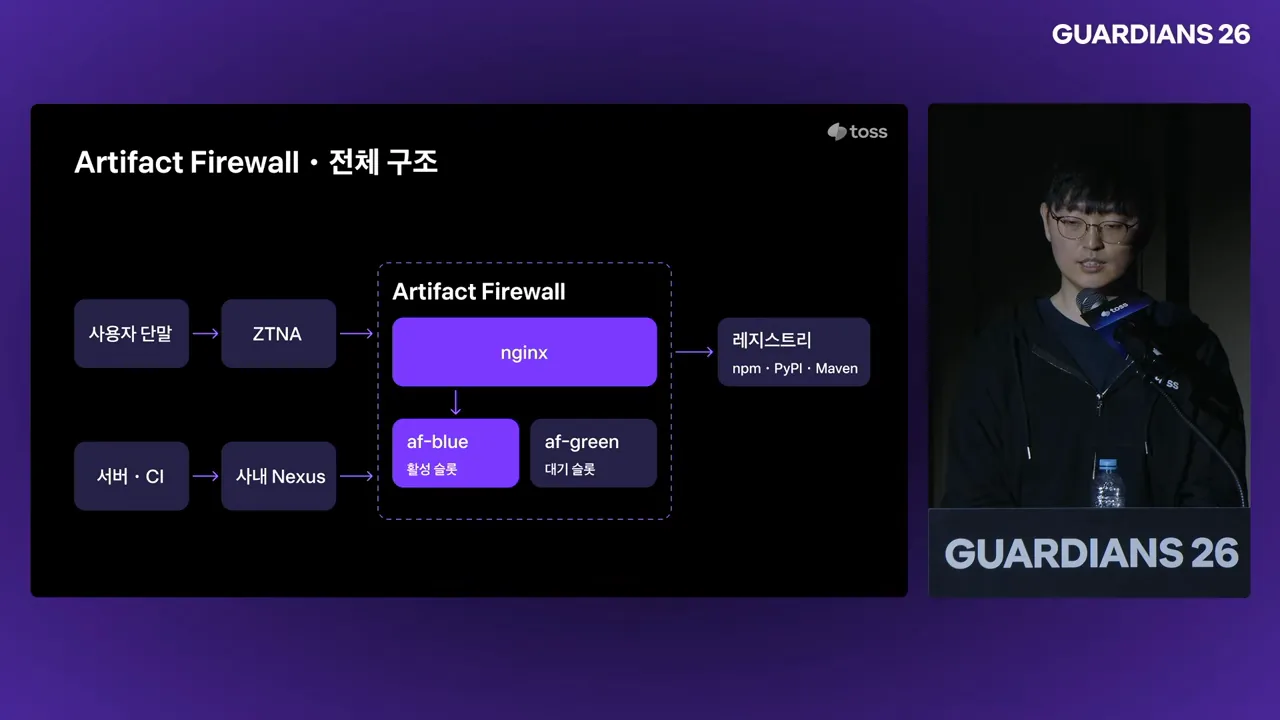 GUARDIANS 26
toss
Artifact Firewall · 전체 구조
Artifact Firewall
사용자 단말
ZTNA
nginx
레지스트리
npm · PyPI · Maven
af-blue
활성 슬롯
af-green
대기 슬롯
서버 · CI
사내 Nexus
toss
GUARDIANS 26